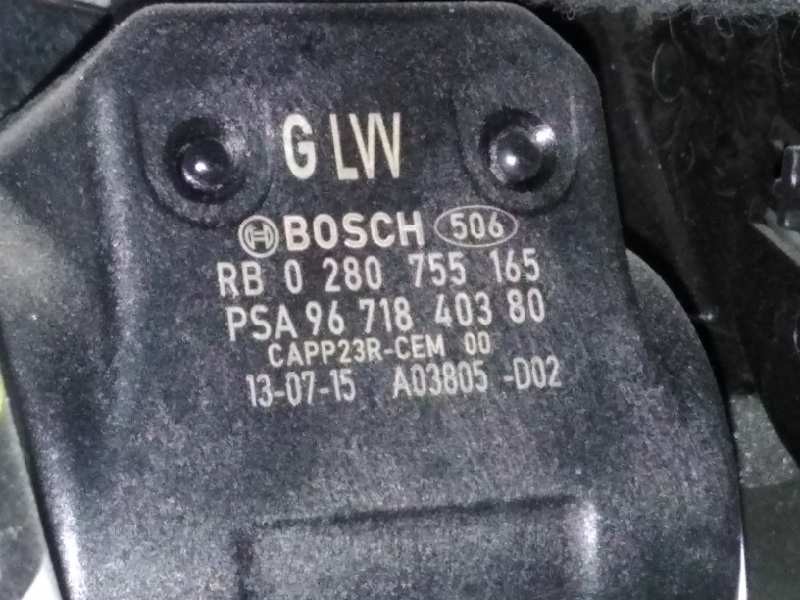 G LW
BOSCH 506
RB 0 280 755 165
PSA 96 718 403 80
CAPP23R-CEM 00
13-07-15 A03805 -D02